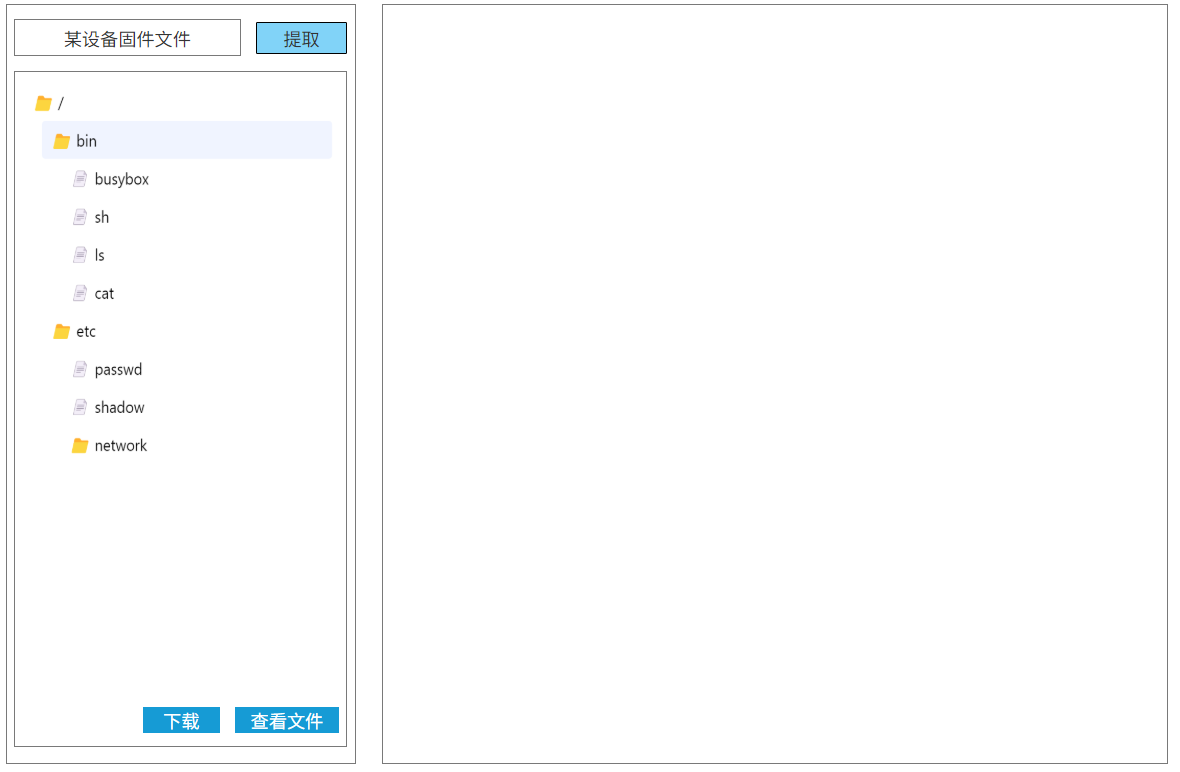 某设备固件文件 提取
/
bin
busybox
sh
ls
cat
etc
passwd
shadow
network
下载 查看文件